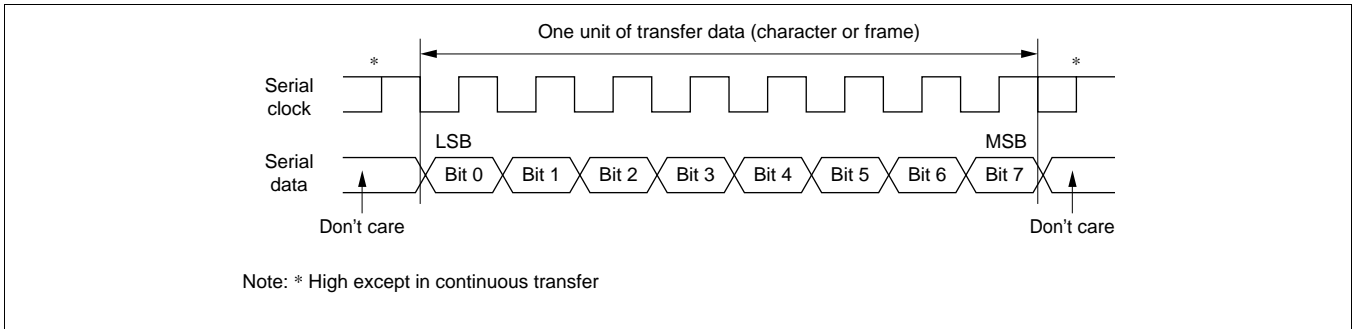 One unit of transfer data (character or frame)
* *
Serial
clock
LSB MSB
Serial
data
Bit 0 Bit 1 Bit 2 Bit 3 Bit 4 Bit 5 Bit 6 Bit 7
Don't care Don't care
Note: * High except in continuous transfer